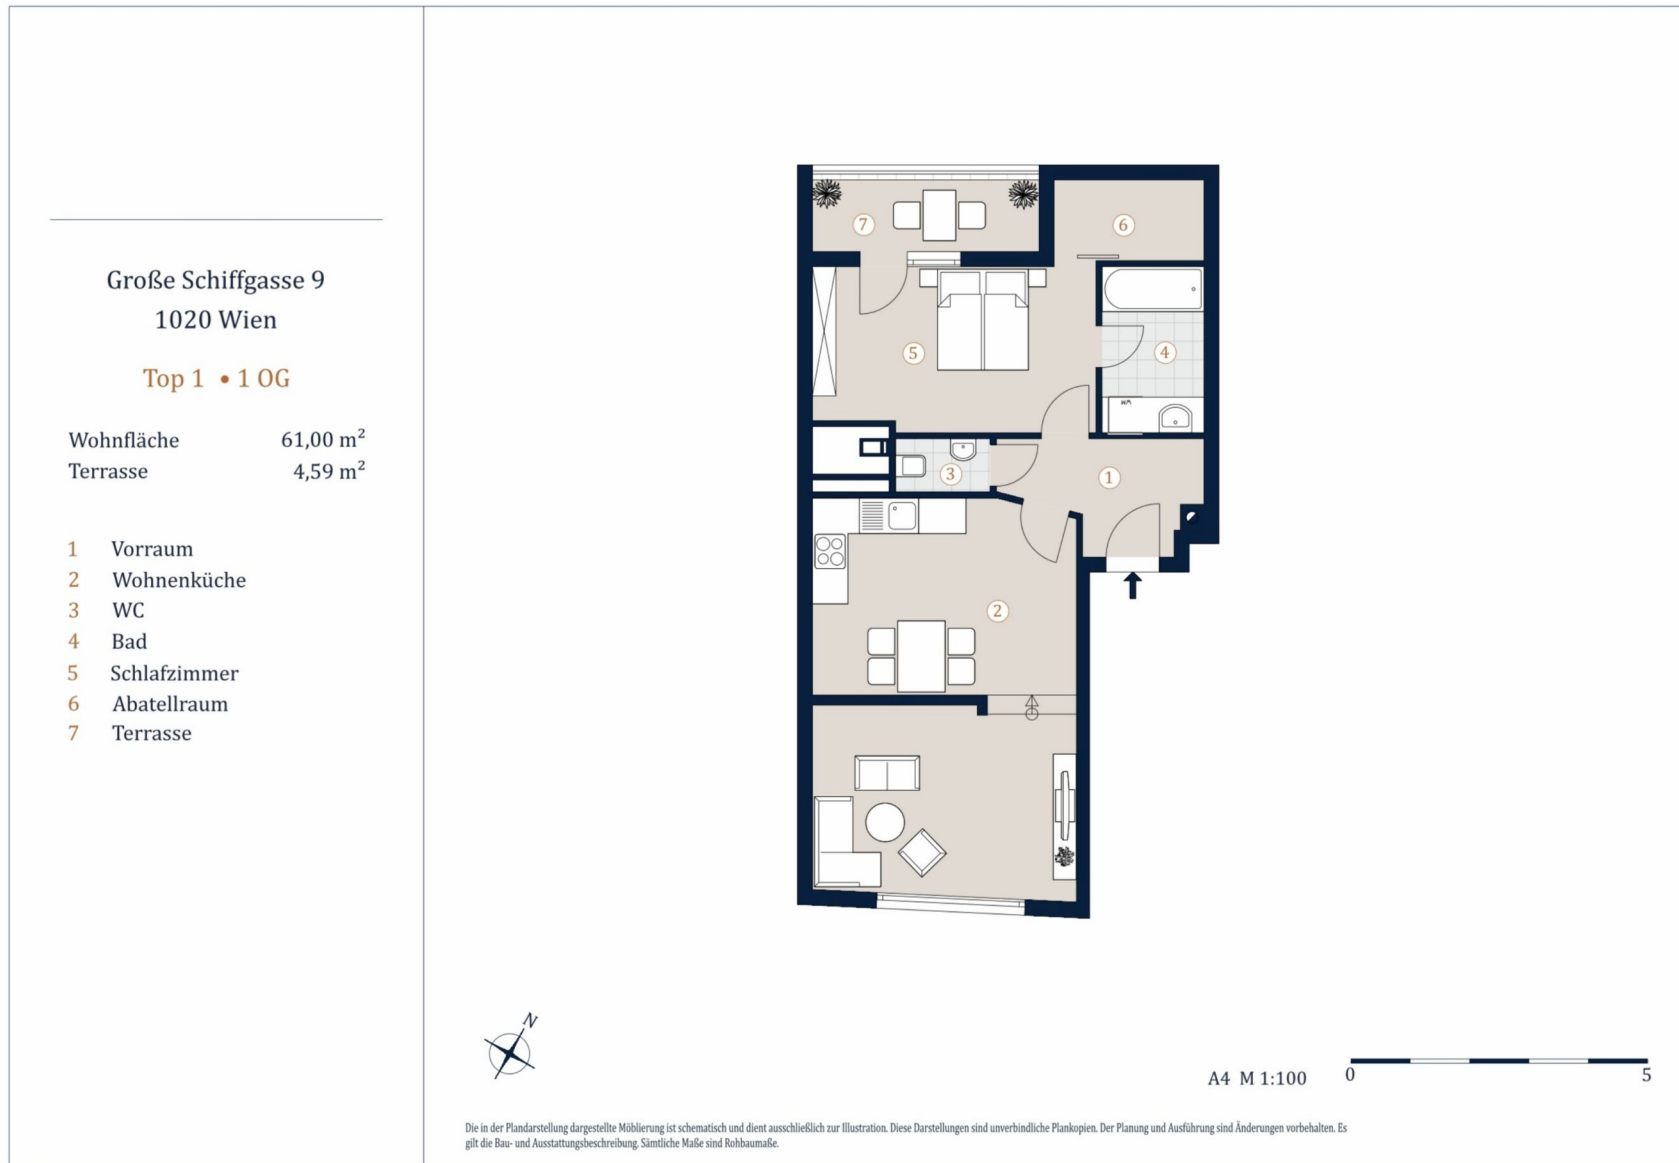 Große Schiffgasse 9
1020 Wien
Top 1 • 1 OG
Wohnfläche 61,00 m²
Terrasse 4,59 m²
1 Vorraum
2 Wohnenküche
3 WC
4 Bad
5 Schlafzimmer
6 Abatellraum
7 Terrasse
7
6
5
4
WM
3
1
2
N
A4 M 1:100
0 5
Die in der Plandarstellung dargestellte Möblierung ist schematisch und dient ausschließlich zur Illustration. Diese Darstellungen sind unverbindliche Plankopien. Der Planung und Ausführung sind Änderungen vorbehalten. Es
gilt die Bau- und Ausstattungsbeschreibung. Sämtliche Maße sind Rohbaumaße.